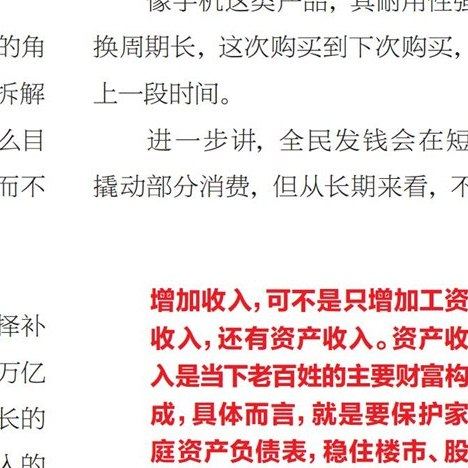 的角
拆解
么目
而不
择补
万亿
长的
人的
像手机这类产品，其耐用性强
换周期长，这次购买到下次购买，
上一段时间。
进一步讲，全民发钱会在短
撬动部分消费，但从长期来看，不
增加收入，可不是只增加工资
收入，还有资产收入。资产收
入是当下老百姓的主要财富构
成，具体而言，就是要保护家
庭资产负债表，稳住楼市、股